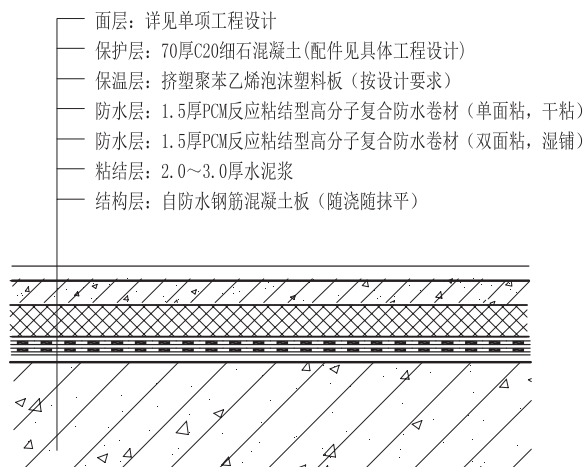 面层：详见单项工程设计
保护层：70厚C20细石混凝土(配件见具体工程设计)
保温层：挤塑聚苯乙烯泡沫塑料板（按设计要求）
防水层：1.5厚PCM反应粘结型高分子复合防水卷材（单面粘，干粘）
防水层：1.5厚PCM反应粘结型高分子复合防水卷材（双面粘，湿铺）
粘结层：2.0～3.0厚水泥浆
结构层：自防水钢筋混凝土板（随浇随抹平）